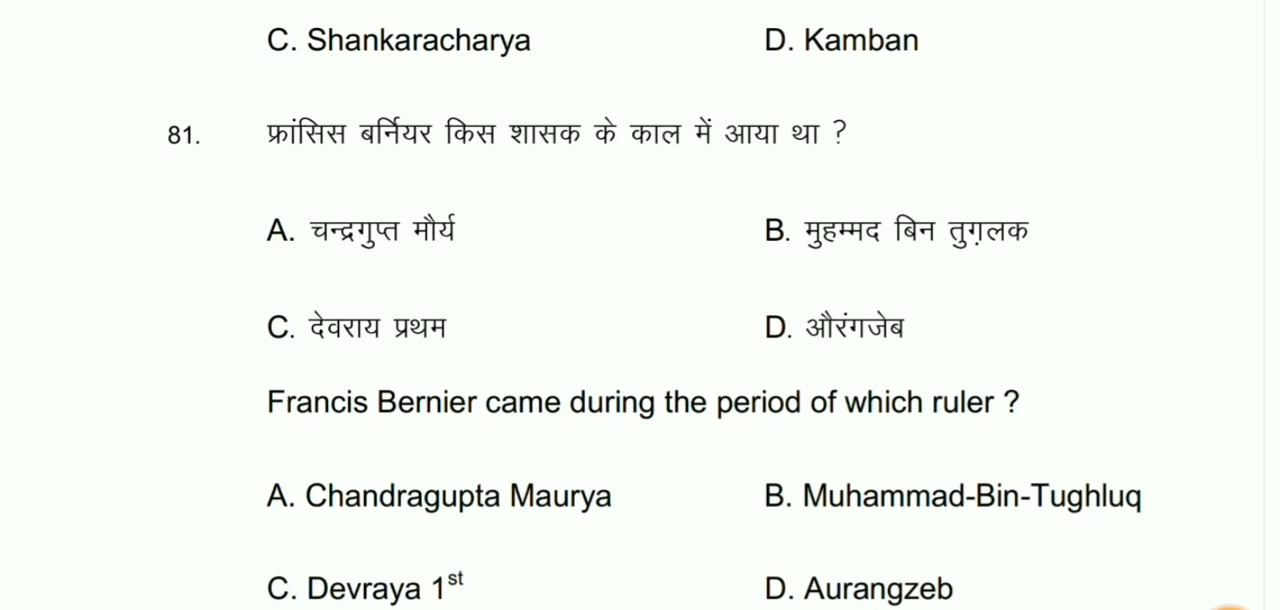 C. Shankaracharya D. Kamban
81. फ्रांसिस बर्नियर किस शासक के काल में आया था ?
A. चन्द्रगुप्त मौर्य B. मुहम्मद बिन तुग़लक
C. देवराय प्रथम D. औरंगजेब
Francis Bernier came during the period of which ruler ?
A. Chandragupta Maurya B. Muhammad-Bin-Tughluq
C. Devraya 1st D. Aurangzeb